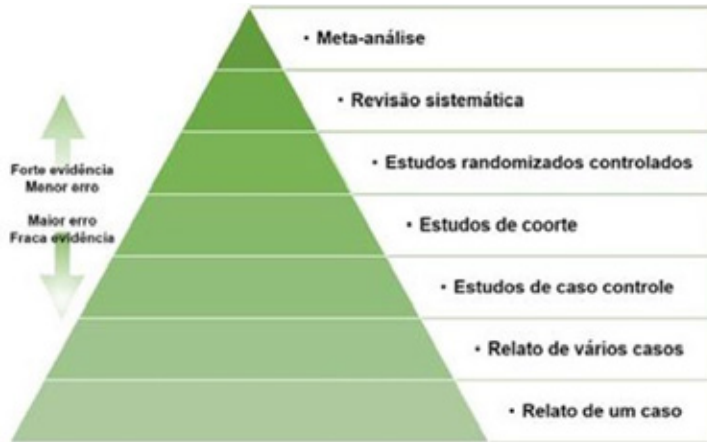 • Meta-análise
• Revisão sistemática
• Estudos randomizados controlados
Forte evidência
Menor erro
Maior erro
Fraca evidência
• Estudos de coorte
• Estudos de caso controle
• Relato de vários casos
• Relato de um caso